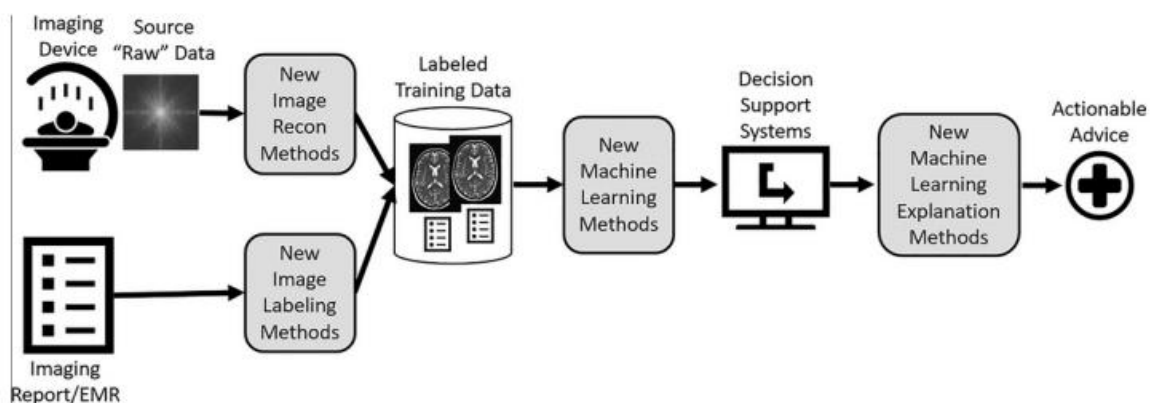 Imaging
Device
Source
“Raw” Data
New
Image
Recon
Methods
Labeled
Training Data
New
Machine
Learning
Methods
Decision
Support
Systems
New
Machine
Learning
Explanation
Methods
Actionable
Advice
New
Image
Labeling
Methods
Imaging
Report/EMR